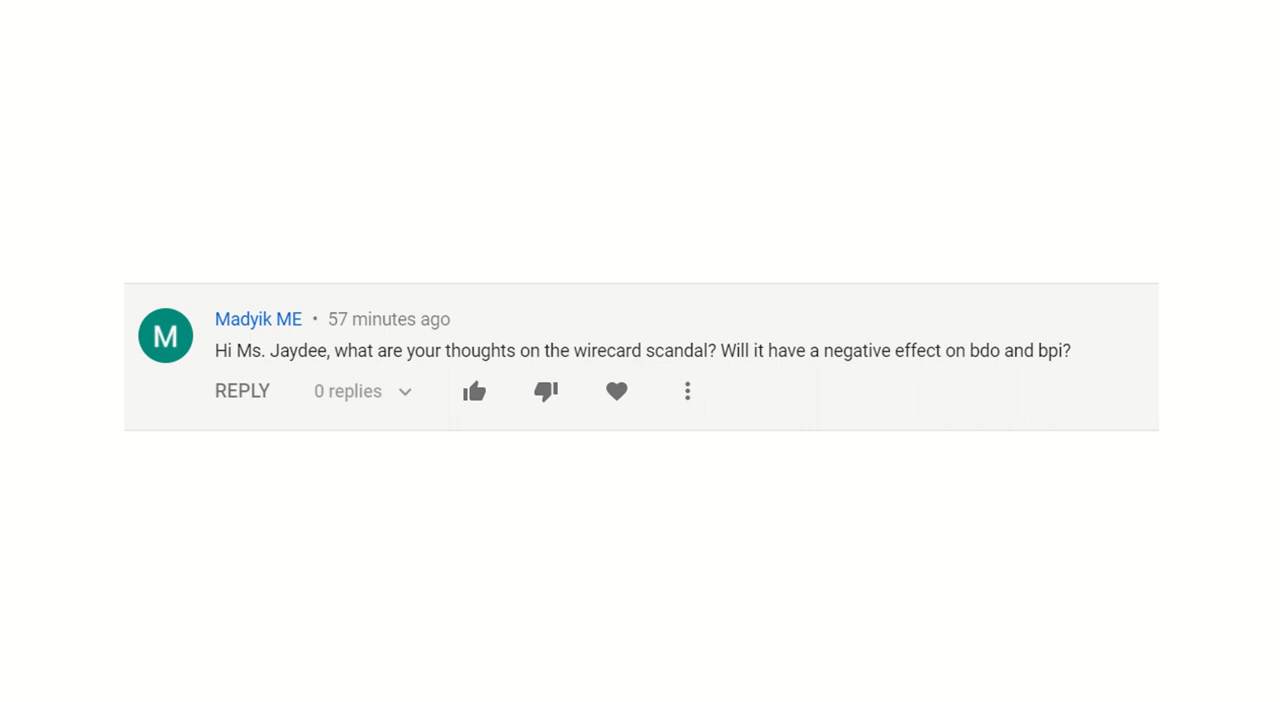 M
Madyik ME • 57 minutes ago
Hi Ms. Jaydee, what are your thoughts on the wirecard scandal? Will it have a negative effect on bdo and bpi?
REPLY 0 replies